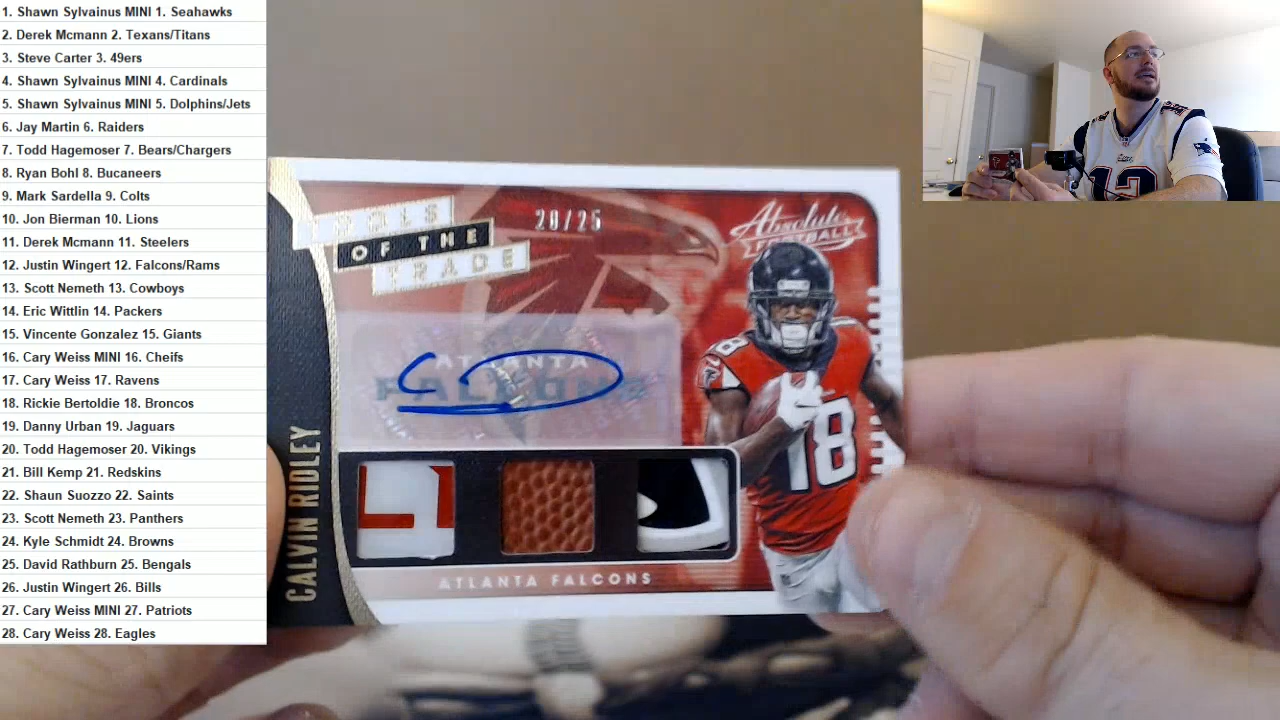 1. Shawn Sylvainus MINI 1. Seahawks
2. Derek Mcmann 2. Texans/Titans
3. Steve Carter 3. 49ers
4. Shawn Sylvainus MINI 4. Cardinals
5. Shawn Sylvainus MINI 5. Dolphins/Jets
6. Jay Martin 6. Raiders
7. Todd Hagemoser 7. Bears/Chargers
8. Ryan Bohl 8. Bucaneers
9. Mark Sardella 9. Colts
10. Jon Bierman 10. Lions
11. Derek Mcmann 11. Steelers
12. Justin Wingert 12. Falcons/Rams
13. Scott Nemeth 13. Cowboys
14. Eric Wittlin 14. Packers
15. Vincente Gonzalez 15. Giants
16. Cary Weiss MINI 16. Cheifs
17. Cary Weiss 17. Ravens
18. Rickie Bertoldie 18. Broncos
19. Danny Urban 19. Jaguars
20. Todd Hagemoser 20. Vikings
21. Bill Kemp 21. Redskins
22. Shaun Suozzo 22. Saints
23. Scott Nemeth 23. Panthers
24. Kyle Schmidt 24. Browns
25. David Rathburn 25. Bengals
26. Justin Wingert 26. Bills
27. Cary Weiss MINI 27. Patriots
28. Cary Weiss 28. Eagles
TOOLS
OF THE
TRADE
20/25
Absolute
FOOTBALL
ATLANTA
FALCONS
18
18
CALVIN RIDLEY
ATLANTA FALCONS
12